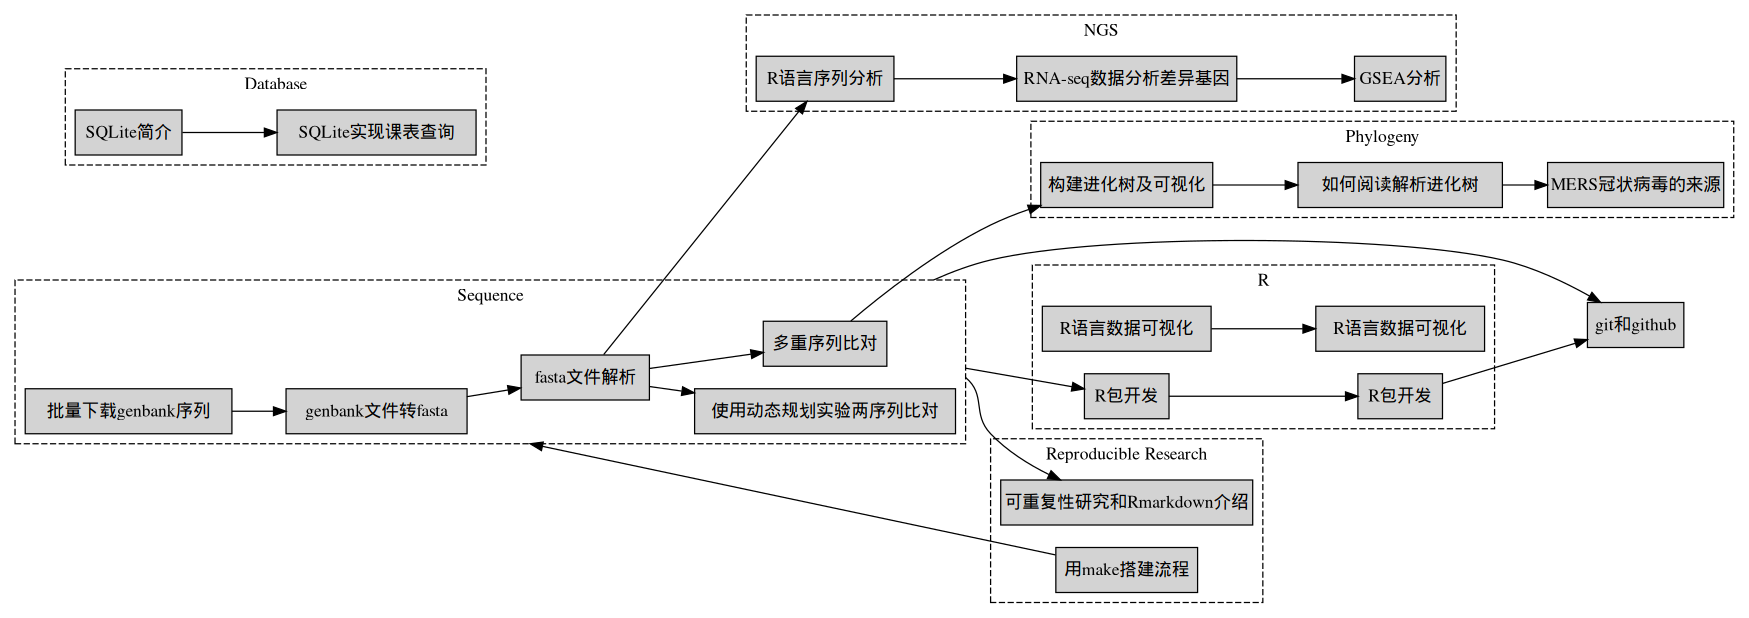 NGS
R语言序列分析
RNA-seq数据分析差异基因
GSEA分析
Database
SQLite简介
SQLite实现课表查询
Phylogeny
构建进化树及可视化
如何阅读解析进化树
MERS冠状病毒的来源
Sequence
批量下载genbank序列
genbank文件转fasta
fasta文件解析
多重序列比对
使用动态规划实验两序列比对
R
R语言数据可视化
R语言数据可视化
R包开发
R包开发
git和github
Reproducible Research
可重复性研究和Rmarkdown介绍
用make搭建流程